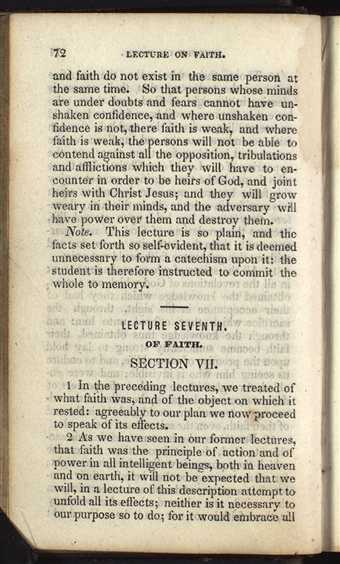 72 LECTURE ON FAITH.
and faith do not exist in the same person at
the same time. So that persons whose minds
are under doubts and fears cannot have un-
shaken confidence, and where unshaken con-
fidence is not, there faith is weak, and where
faith is weak, the persons will not be able to
contend against all the opposition, tribulations
and afflictions which they will have to en-
counter in order to be heirs of God, and joint
heirs with Christ Jesus; and they will grow
weary in their minds, and the adversary will
have power over them and destroy them.
Note. This lecture is so plain, and the
facts set forth so self-evident, that it is deemed
unnecessary to form a catechism upon it: the
student is therefore instructed to commit the
whole to memory.
LECTURE SEVENTH.
OF FAITH.
SECTION VII.
1 In the preceding lectures, we treated of
what faith was, and of the object on which it
rested: agreeably to our plan we now proceed
to speak of its effects.
2 As we have seen in our former lectures,
that faith was the principle of action and of
power in all intelligent beings, both in heaven
and on earth, it will not be expected that we
will, in a lecture of this description attempt to
unfold all its effects; neither is it necessary to
our purpose so to do; for it would embrace all